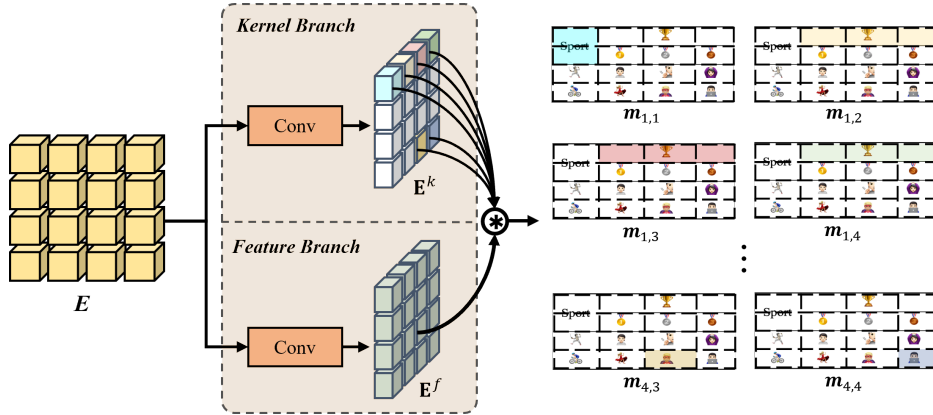 Kernel Branch
Conv
E^k
E
Feature Branch
Conv
E^f
Sport
m_{1,1}
Sport
m_{1,2}
Sport
m_{1,3}
Sport
m_{1,4}
Sport
m_{4,3}
Sport
m_{4,4}